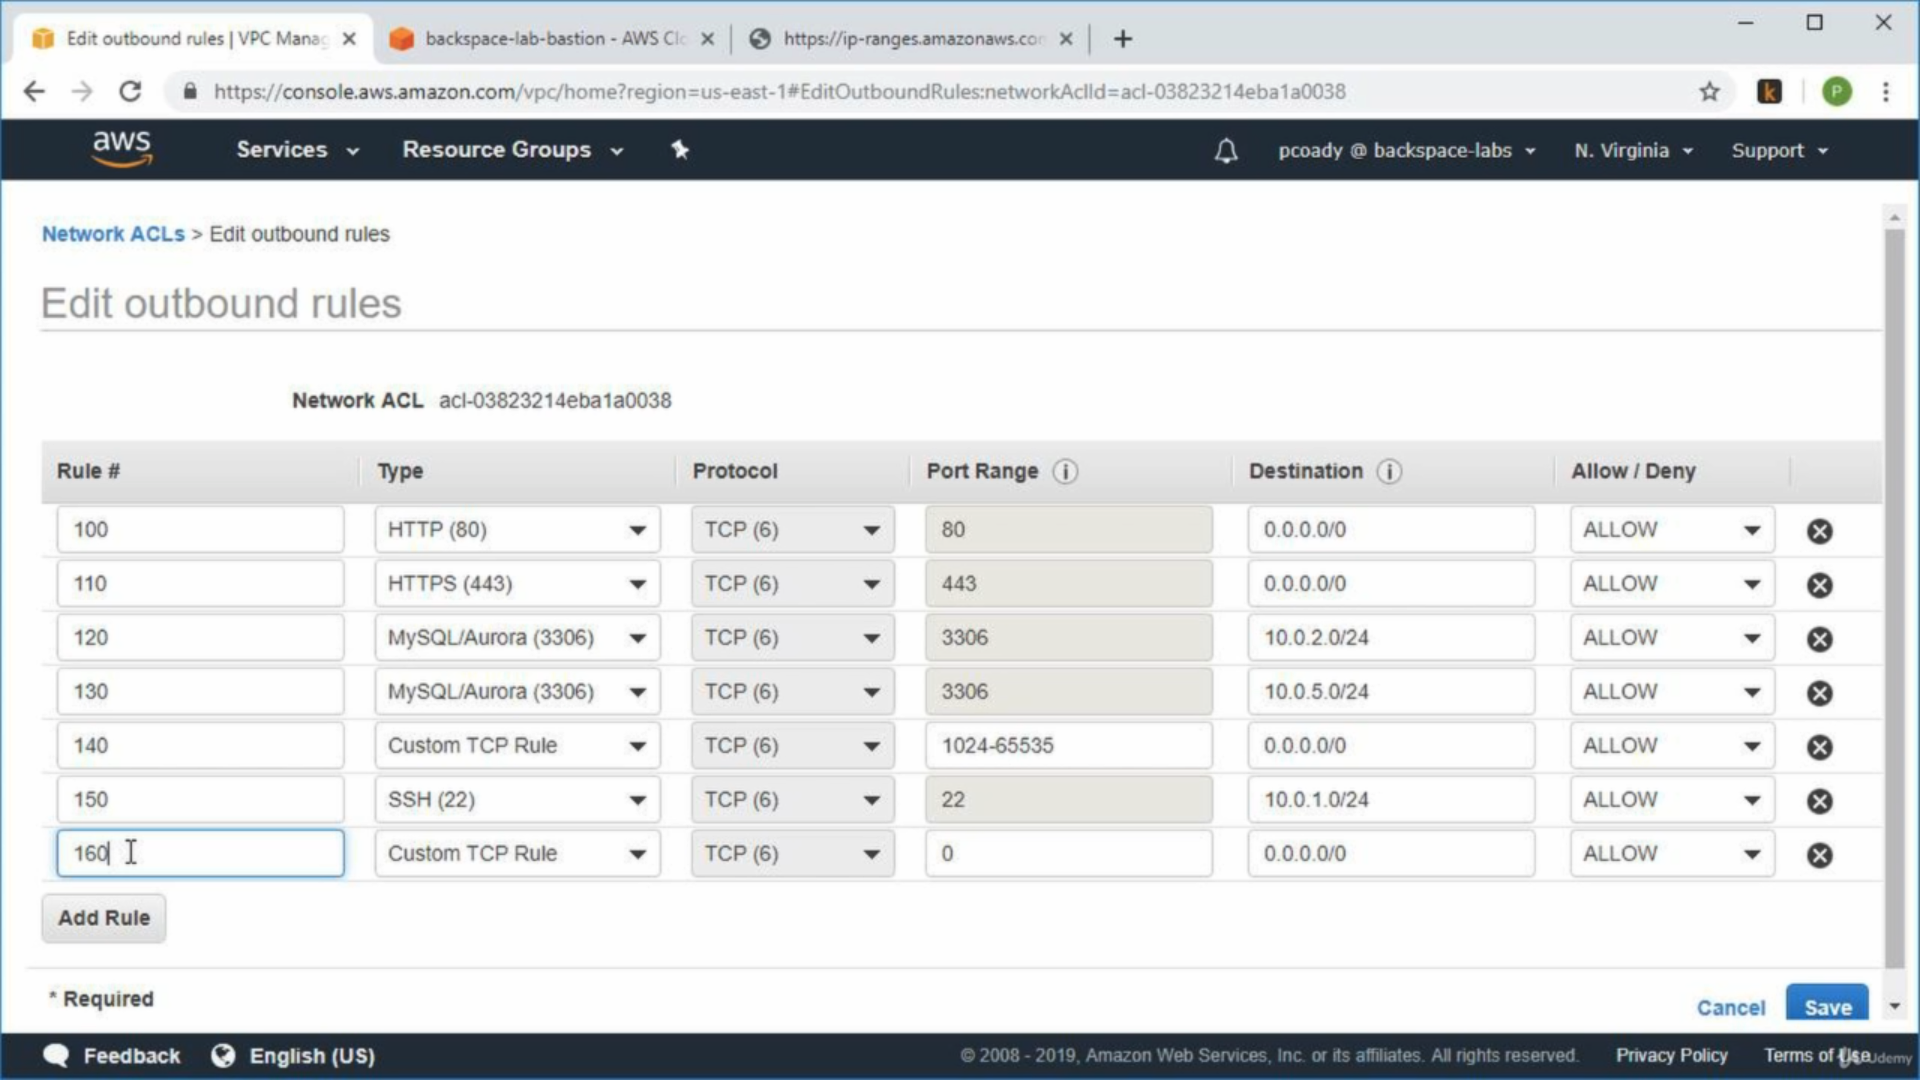 Edit outbound rules | VPC Manag
backspace-lab-bastion - AWS Clo
https://ip-ranges.amazonaws.con
https://console.aws.amazon.com/vpc/home?region=us-east-1#EditOutboundRules:networkAclId=acl-03823214eba1a0038
k
P
aws
Services
Resource Groups
pcoady @ backspace-labs
N. Virginia
Support
Network ACLs > Edit outbound rules
Edit outbound rules
Network ACL acl-03823214eba1a0038
Rule # Type Protocol Port Range i Destination i Allow / Deny
100 HTTP (80) TCP (6) 80 0.0.0.0/0 ALLOW
110 HTTPS (443) TCP (6) 443 0.0.0.0/0 ALLOW
120 MySQL/Aurora (3306) TCP (6) 3306 10.0.2.0/24 ALLOW
130 MySQL/Aurora (3306) TCP (6) 3306 10.0.5.0/24 ALLOW
140 Custom TCP Rule TCP (6) 1024-65535 0.0.0.0/0 ALLOW
150 SSH (22) TCP (6) 22 10.0.1.0/24 ALLOW
160 Custom TCP Rule TCP (6) 0 0.0.0.0/0 ALLOW
Add Rule
* Required
Cancel
Save
Feedback
English (US)
© 2008 - 2019, Amazon Web Services, Inc. or its affiliates. All rights reserved.
Privacy Policy
Terms of Use
Udemy